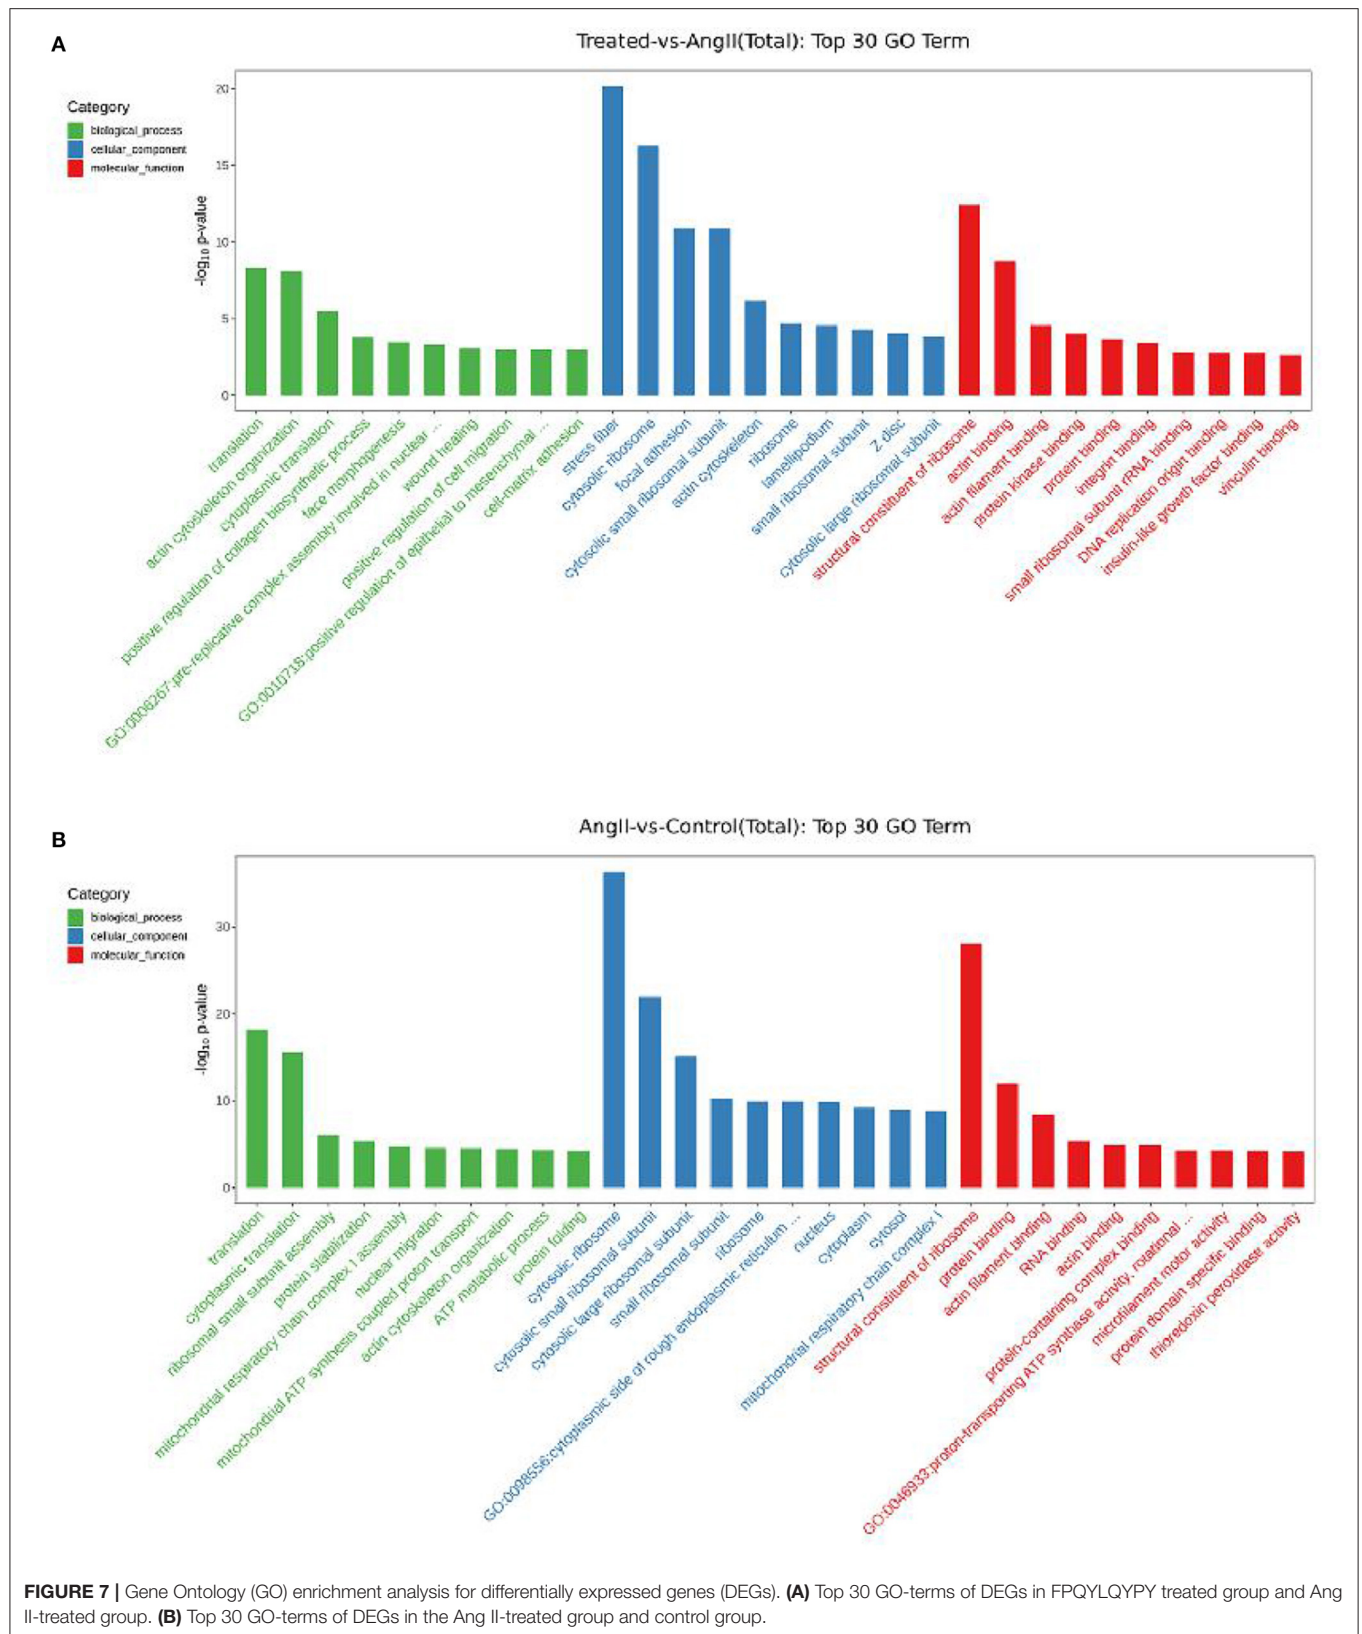 A
Treated-vs-AngII(Total): Top 30 GO Term
Category
biological_process
cellular_component
molecular_function
-log10 p-value
20
15
10
5
0
translation
actin cytoskeleton organization
cytoplasmic translation
positive regulation of collagen biosynthetic process
face morphogenesis
GO:0006267:pre-replicative complex assembly involved in nuclear ...
wound healing
positive regulation of cell migration
GO:0010718:positive regulation of epithelial to mesenchymal ...
cell-matrix adhesion
stress fiber
cytosolic ribosome
focal adhesion
cytosolic small ribosomal subunit
actin cytoskeleton
ribosome
lamellipodium
small ribosomal subunit
Z disc
cytosolic large ribosomal subunit
structural constituent of ribosome
actin binding
actin filament binding
protein kinase binding
protein binding
integrin binding
small ribosomal subunit rRNA binding
DNA replication origin binding
insulin-like growth factor binding
vinculin binding
B
AngII-vs-Control(Total): Top 30 GO Term
Category
biological_process
cellular_component
molecular_function
-log10 p-value
30
20
10
0
translation
cytoplasmic translation
ribosomal small subunit assembly
protein stabilization
mitochondrial respiratory chain complex I assembly
nuclear migration
mitochondrial ATP synthesis coupled proton transport
actin cytoskeleton organization
ATP metabolic process
protein folding
cytosolic ribosome
cytosolic small ribosomal subunit
cytosolic large ribosomal subunit
small ribosomal subunit
ribosome
GO:0098556:cytoplasmic side of rough endoplasmic reticulum ...
nucleus
cytoplasm
cytosol
mitochondrial respiratory chain complex I
structural constituent of ribosome
protein binding
actin filament binding
RNA binding
actin binding
protein-containing complex binding
GO:0046933:proton-transporting ATP synthase activity, rotational ...
microfilament motor activity
protein domain specific binding
thioredoxin peroxidase activity
FIGURE 7 | Gene Ontology (GO) enrichment analysis for differentially expressed genes (DEGs). (A) Top 30 GO-terms of DEGs in FPQYLQYPY treated group and Ang
II-treated group. (B) Top 30 GO-terms of DEGs in the Ang II-treated group and control group.